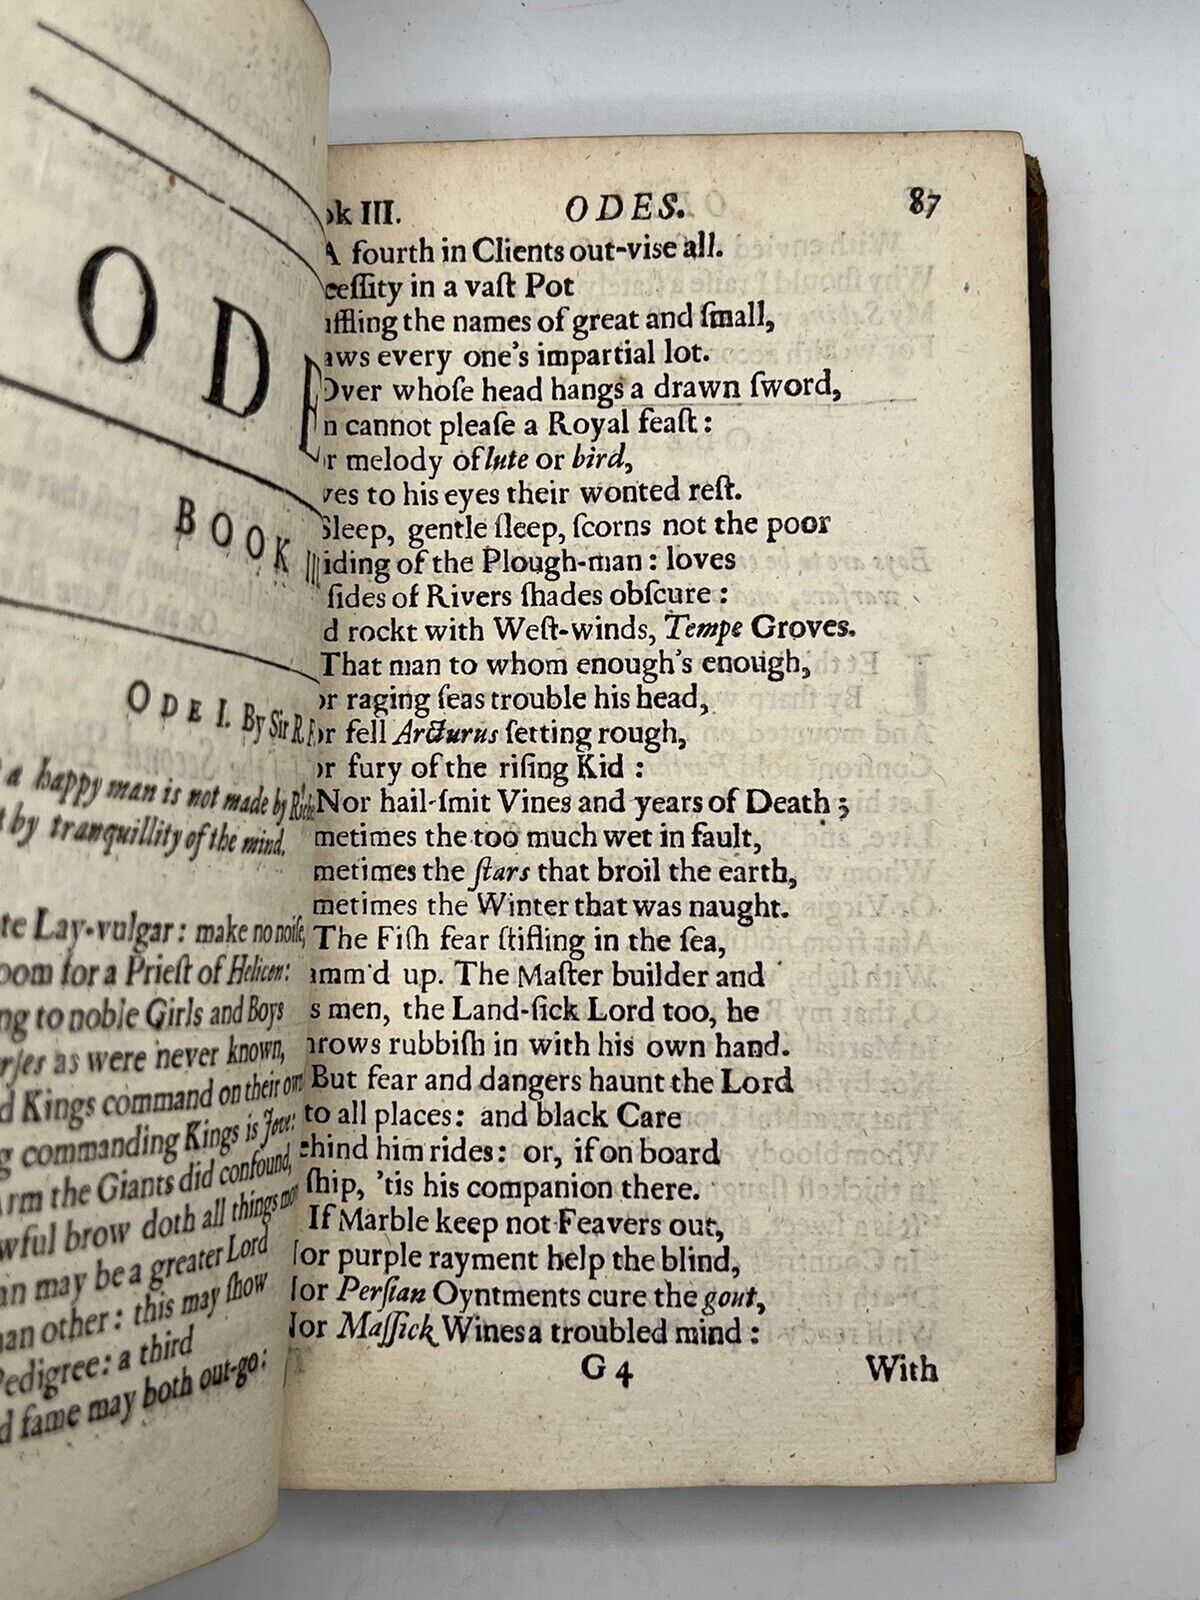 ODE
BOOK III
ODE I. By Sir R. F.
a happy man is not made by Riche
by tranquillity of the mind.
te Lay-vulgar: make no noiſe,
oom for a Prieſt of Helicon:
ng to noble Girls and Boys
rſes as were never known,
d Kings command on their own
g commanding Kings is Jove:
Arm the Giants did confound,
wful brow doth all things mov
an may be a greater Lord
han other: this may ſhow
Pedigree: a third
d fame may both out-go:
ok III. ODES. 87
A fourth in Clients out-vise all.
ceſſity in a vaſt Pot
uffling the names of great and ſmall,
aws every one's impartial lot.
Over whoſe head hangs a drawn ſword,
n cannot pleaſe a Royal feaſt:
r melody of lute or bird,
ves to his eyes their wonted reſt.
Sleep, gentle ſleep, ſcorns not the poor
iding of the Plough-man: loves
ſides of Rivers ſhades obſcure:
d rockt with Weſt-winds, Tempe Groves.
That man to whom enough's enough,
or raging ſeas trouble his head,
or fell Arcturus ſetting rough,
or fury of the riſing Kid:
Nor hail-ſmit Vines and years of Death;
metimes the too much wet in fault,
metimes the ſtars that broil the earth,
metimes the Winter that was naught.
The Fiſh fear ſtifling in the ſea,
amm'd up. The Maſter builder and
s men, the Land-ſick Lord too, he
hrows rubbiſh in with his own hand.
But fear and dangers haunt the Lord
to all places: and black Care
ehind him rides: or, if on board
ſhip, 'tis his companion there.
If Marble keep not Feavers out,
Nor purple rayment help the blind,
Nor Perſian Oyntments cure the gout,
Nor Maſſick Wines a troubled mind:
G 4 With